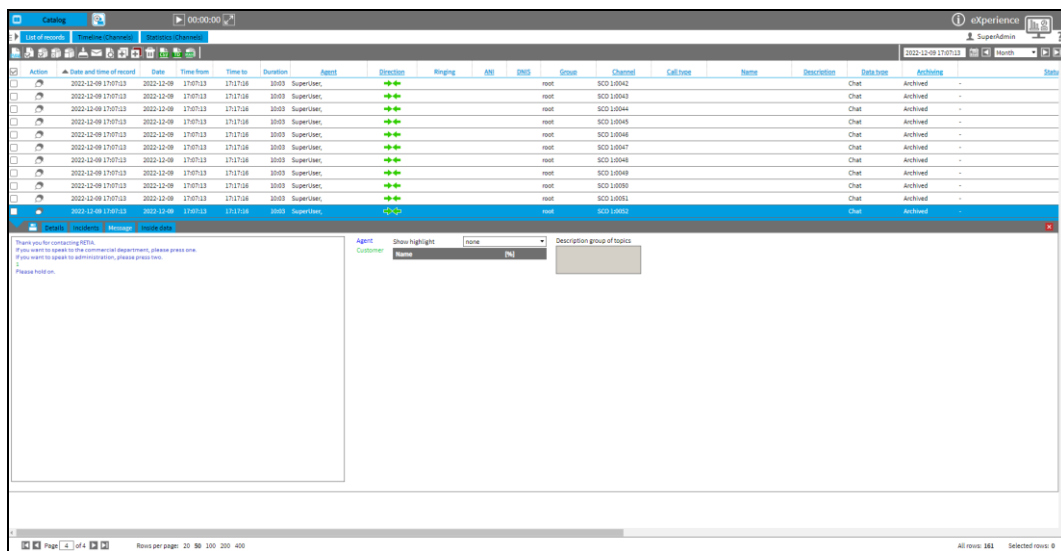 Catalog 00:00:00 eXperience
List of records Timeline (Channels) Statistics (Channels) SuperAdmin
2022-12-09 17:07:13 Month
Action Date and time of record Date Time from Time to Duration Agent Direction Ringing ANI DNIS Group Channel Call type Name Description Data type Archiving Statu
2022-12-09 17:07:13 2022-12-09 17:07:13 17:17:16 10:03 SuperUser, root SCO 1:0042 Chat Archived -
2022-12-09 17:07:13 2022-12-09 17:07:13 17:17:16 10:03 SuperUser, root SCO 1:0043 Chat Archived -
2022-12-09 17:07:13 2022-12-09 17:07:13 17:17:16 10:03 SuperUser, root SCO 1:0044 Chat Archived -
2022-12-09 17:07:13 2022-12-09 17:07:13 17:17:16 10:03 SuperUser, root SCO 1:0045 Chat Archived -
2022-12-09 17:07:13 2022-12-09 17:07:13 17:17:16 10:03 SuperUser, root SCO 1:0046 Chat Archived -
2022-12-09 17:07:13 2022-12-09 17:07:13 17:17:16 10:03 SuperUser, root SCO 1:0047 Chat Archived -
2022-12-09 17:07:13 2022-12-09 17:07:13 17:17:16 10:03 SuperUser, root SCO 1:0048 Chat Archived -
2022-12-09 17:07:13 2022-12-09 17:07:13 17:17:16 10:03 SuperUser, root SCO 1:0049 Chat Archived -
2022-12-09 17:07:13 2022-12-09 17:07:13 17:17:16 10:03 SuperUser, root SCO 1:0050 Chat Archived -
2022-12-09 17:07:13 2022-12-09 17:07:13 17:17:16 10:03 SuperUser, root SCO 1:0051 Chat Archived -
2022-12-09 17:07:13 2022-12-09 17:07:13 17:17:16 10:03 SuperUser, root SCO 1:0052 Chat Archived -
Details Incidents Message Inside data
Thank you for contacting RETIA.
If you want to speak to the commercial department, please press one.
If you want to speak to administration, please press two.
Please hold on.
Agent Show highlight none Description group of topics
Customer Name [%]
Page 4 of 4 Rows per page: 20 50 100 200 400 All rows: 161 Selected rows: 0